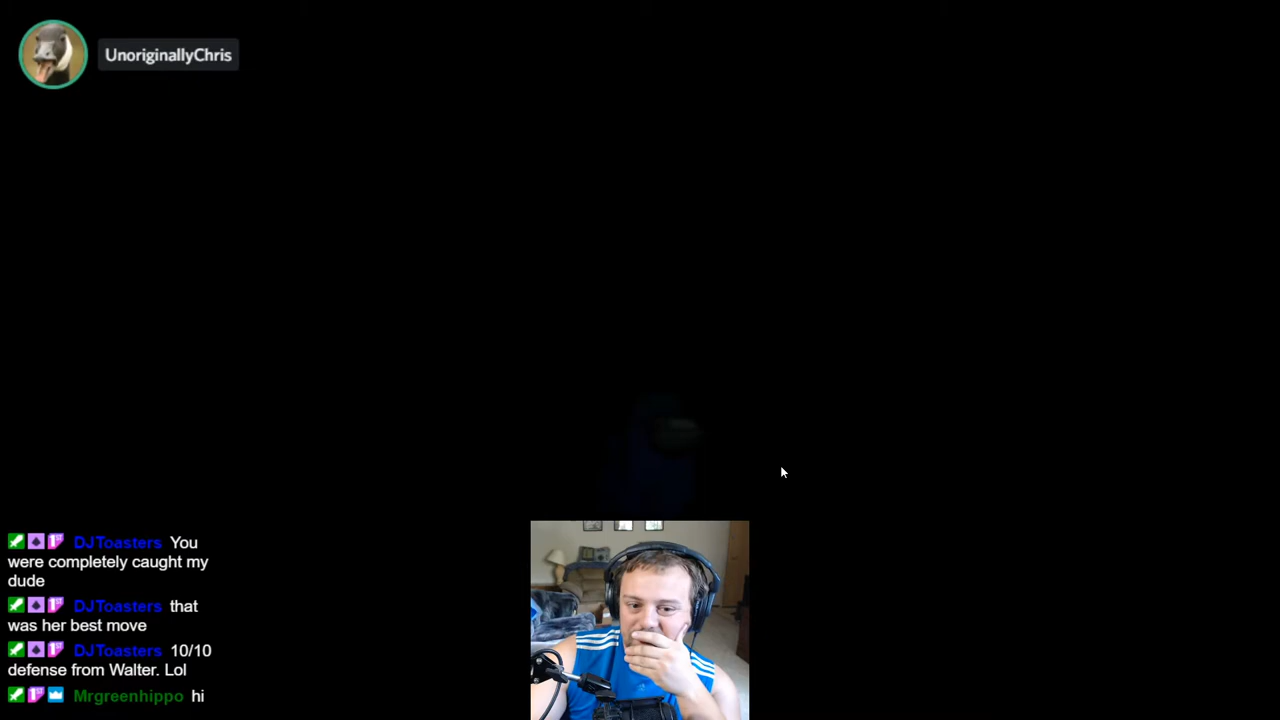 UnoriginallyChris
DJToasters You
were completely caught my
dude
DJToasters that
was her best move
DJToasters 10/10
defense from Walter. Lol
Mrgreenhippo hi